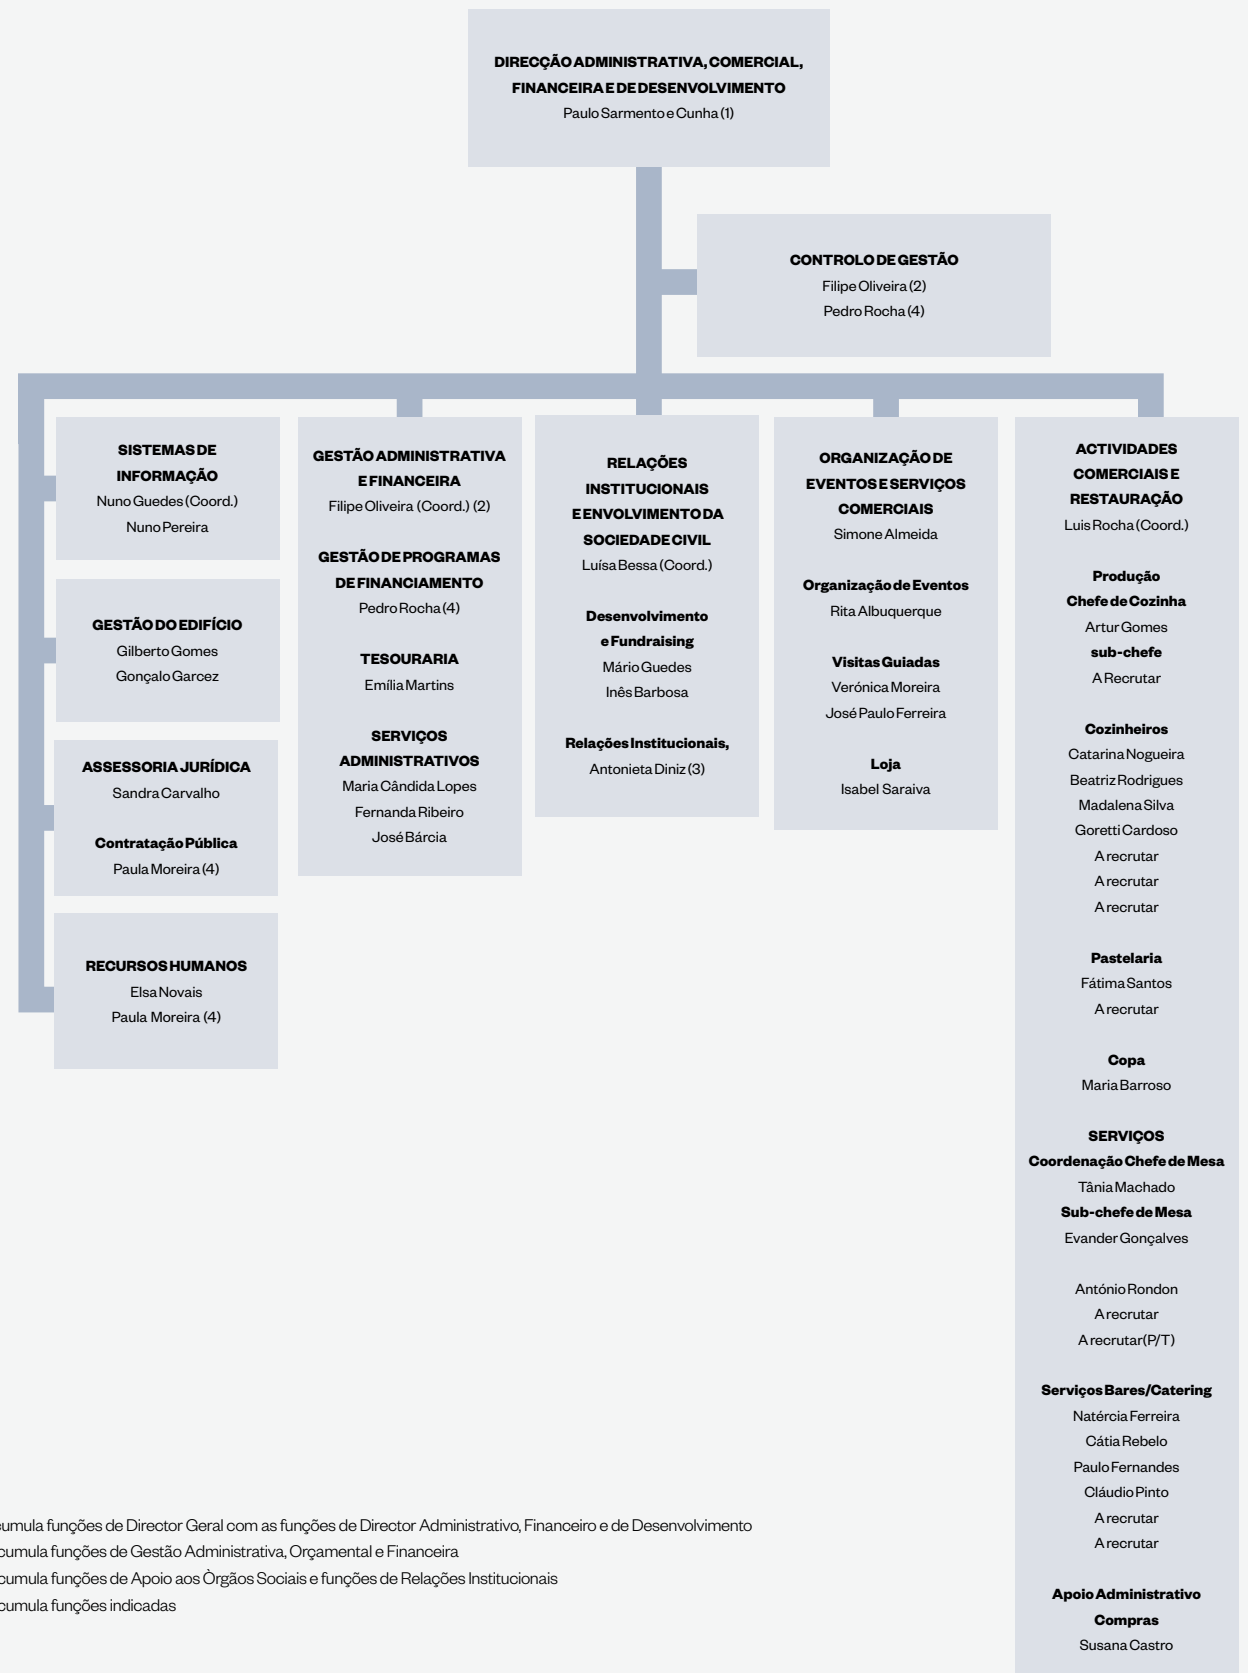 DIRECÇÃO ADMINISTRATIVA, COMERCIAL,
FINANCEIRA E DE DESENVOLVIMENTO
Paulo Sarmento e Cunha (1)
CONTROLO DE GESTÃO
Filipe Oliveira (2)
Pedro Rocha (4)
SISTEMAS DE
INFORMAÇÃO
Nuno Guedes (Coord.)
Nuno Pereira
GESTÃO DO EDIFÍCIO
Gilberto Gomes
Gonçalo Garcez
ASSESSORIA JURÍDICA
Sandra Carvalho
Contratação Pública
Paula Moreira (4)
RECURSOS HUMANOS
Elsa Novais
Paula Moreira (4)
GESTÃO ADMINISTRATIVA
E FINANCEIRA
Filipe Oliveira (Coord.) (2)
GESTÃO DE PROGRAMAS
DE FINANCIAMENTO
Pedro Rocha (4)
TESOURARIA
Emília Martins
SERVIÇOS
ADMINISTRATIVOS
Maria Cândida Lopes
Fernanda Ribeiro
José Bárcia
RELAÇÕES
INSTITUCIONAIS
E ENVOLVIMENTO DA
SOCIEDADE CIVIL
Luísa Bessa (Coord.)
Desenvolvimento
e Fundraising
Mário Guedes
Inês Barbosa
Relações Institucionais,
Antonieta Diniz (3)
ORGANIZAÇÃO DE
EVENTOS E SERVIÇOS
COMERCIAIS
Simone Almeida
Organização de Eventos
Rita Albuquerque
Visitas Guiadas
Verónica Moreira
José Paulo Ferreira
Loja
Isabel Saraiva
ACTIVIDADES
COMERCIAIS E
RESTAURAÇÃO
Luis Rocha (Coord.)
Produção
Chefe de Cozinha
Artur Gomes
sub-chefe
A Recrutar
Cozinheiros
Catarina Nogueira
Beatriz Rodrigues
Madalena Silva
Goretti Cardoso
A recrutar
A recrutar
A recrutar
Pastelaria
Fátima Santos
A recrutar
Copa
Maria Barroso
SERVIÇOS
Coordenação Chefe de Mesa
Tânia Machado
Sub-chefe de Mesa
Evander Gonçalves
António Rondon
A recrutar
A recrutar(P/T)
Serviços Bares/Catering
Natércia Ferreira
Cátia Rebelo
Paulo Fernandes
Cláudio Pinto
A recrutar
A recrutar
Apoio Administrativo
Compras
Susana Castro
cumula funções de Director Geral com as funções de Director Administrativo, Financeiro e de Desenvolvimento
cumula funções de Gestão Administrativa, Orçamental e Financeira
cumula funções de Apoio aos Òrgãos Sociais e funções de Relações Institucionais
cumula funções indicadas